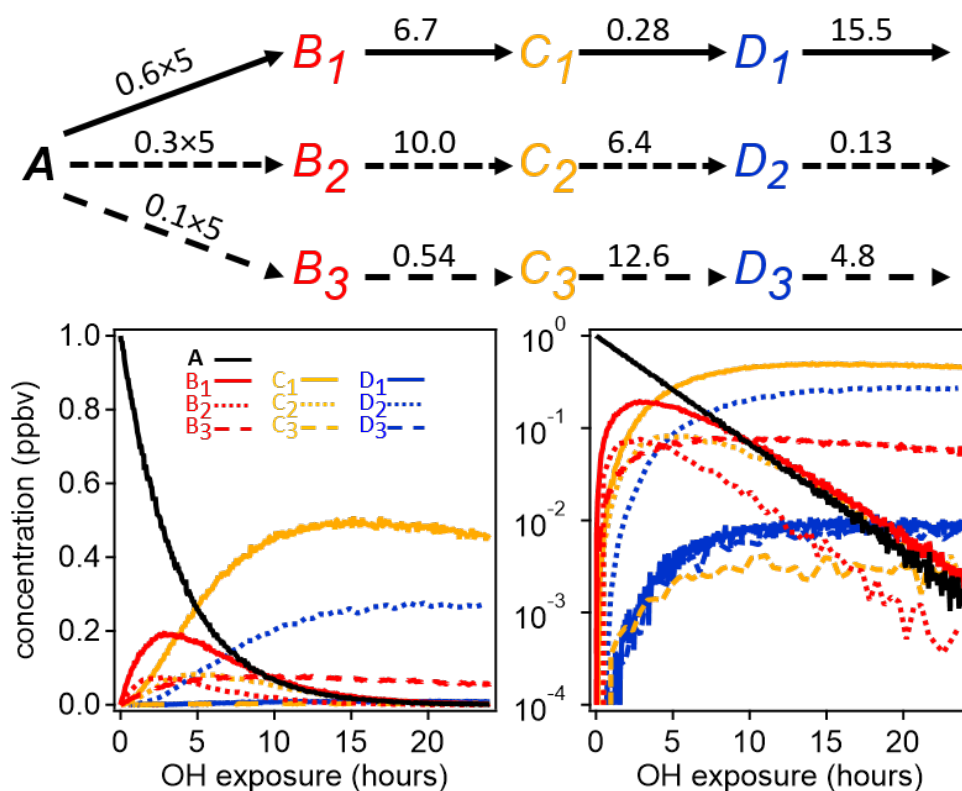 0.6×5 B1 6.7 C1 0.28 D1 15.5
A 0.3×5 B2 10.0 C2 6.4 D2 0.13
0.1×5 B3 0.54 C3 12.6 D3 4.8
concentration (ppbv)
1.0
0.8
0.6
0.4
0.2
0.0
A
B1 C1 D1
B2 C2 D2
B3 C3 D3
0 5 10 15 20
OH exposure (hours)
10^0
10^-1
10^-2
10^-3
10^-4
0 5 10 15 20
OH exposure (hours)